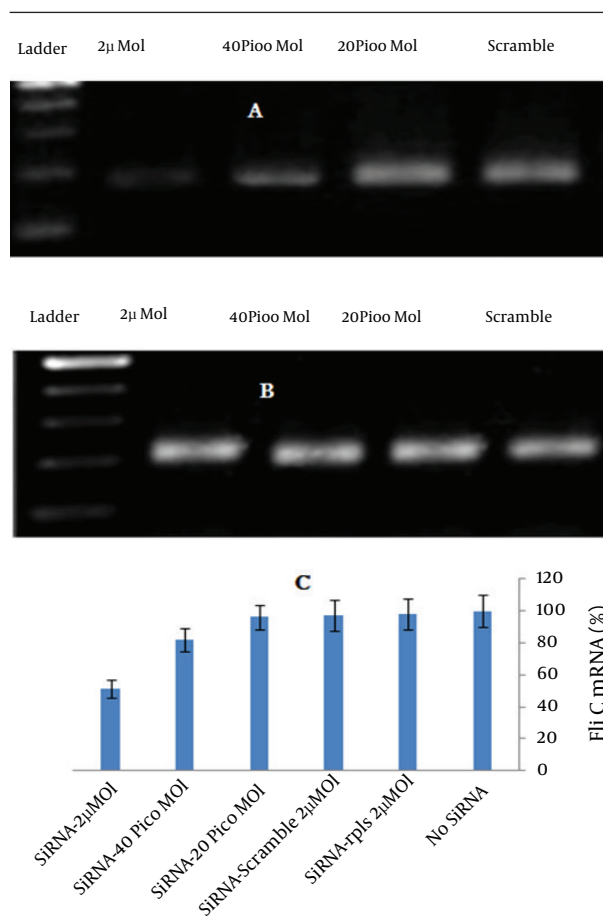 Ladder 2μ Mol 40Pioo Mol 20Pioo Mol Scramble
A
Ladder 2μ Mol 40Pioo Mol 20Pioo Mol Scramble
B
C
120
100
80
60
40
20
0
Fli C mRNA (%)
SiRNA-2μMOl
SiRNA-40 Pico MOl
SiRNA-20 Pico MOl
SiRNA-Scramble 2μMOl
SiRNA-rpls 2μMOl
No SiRNA